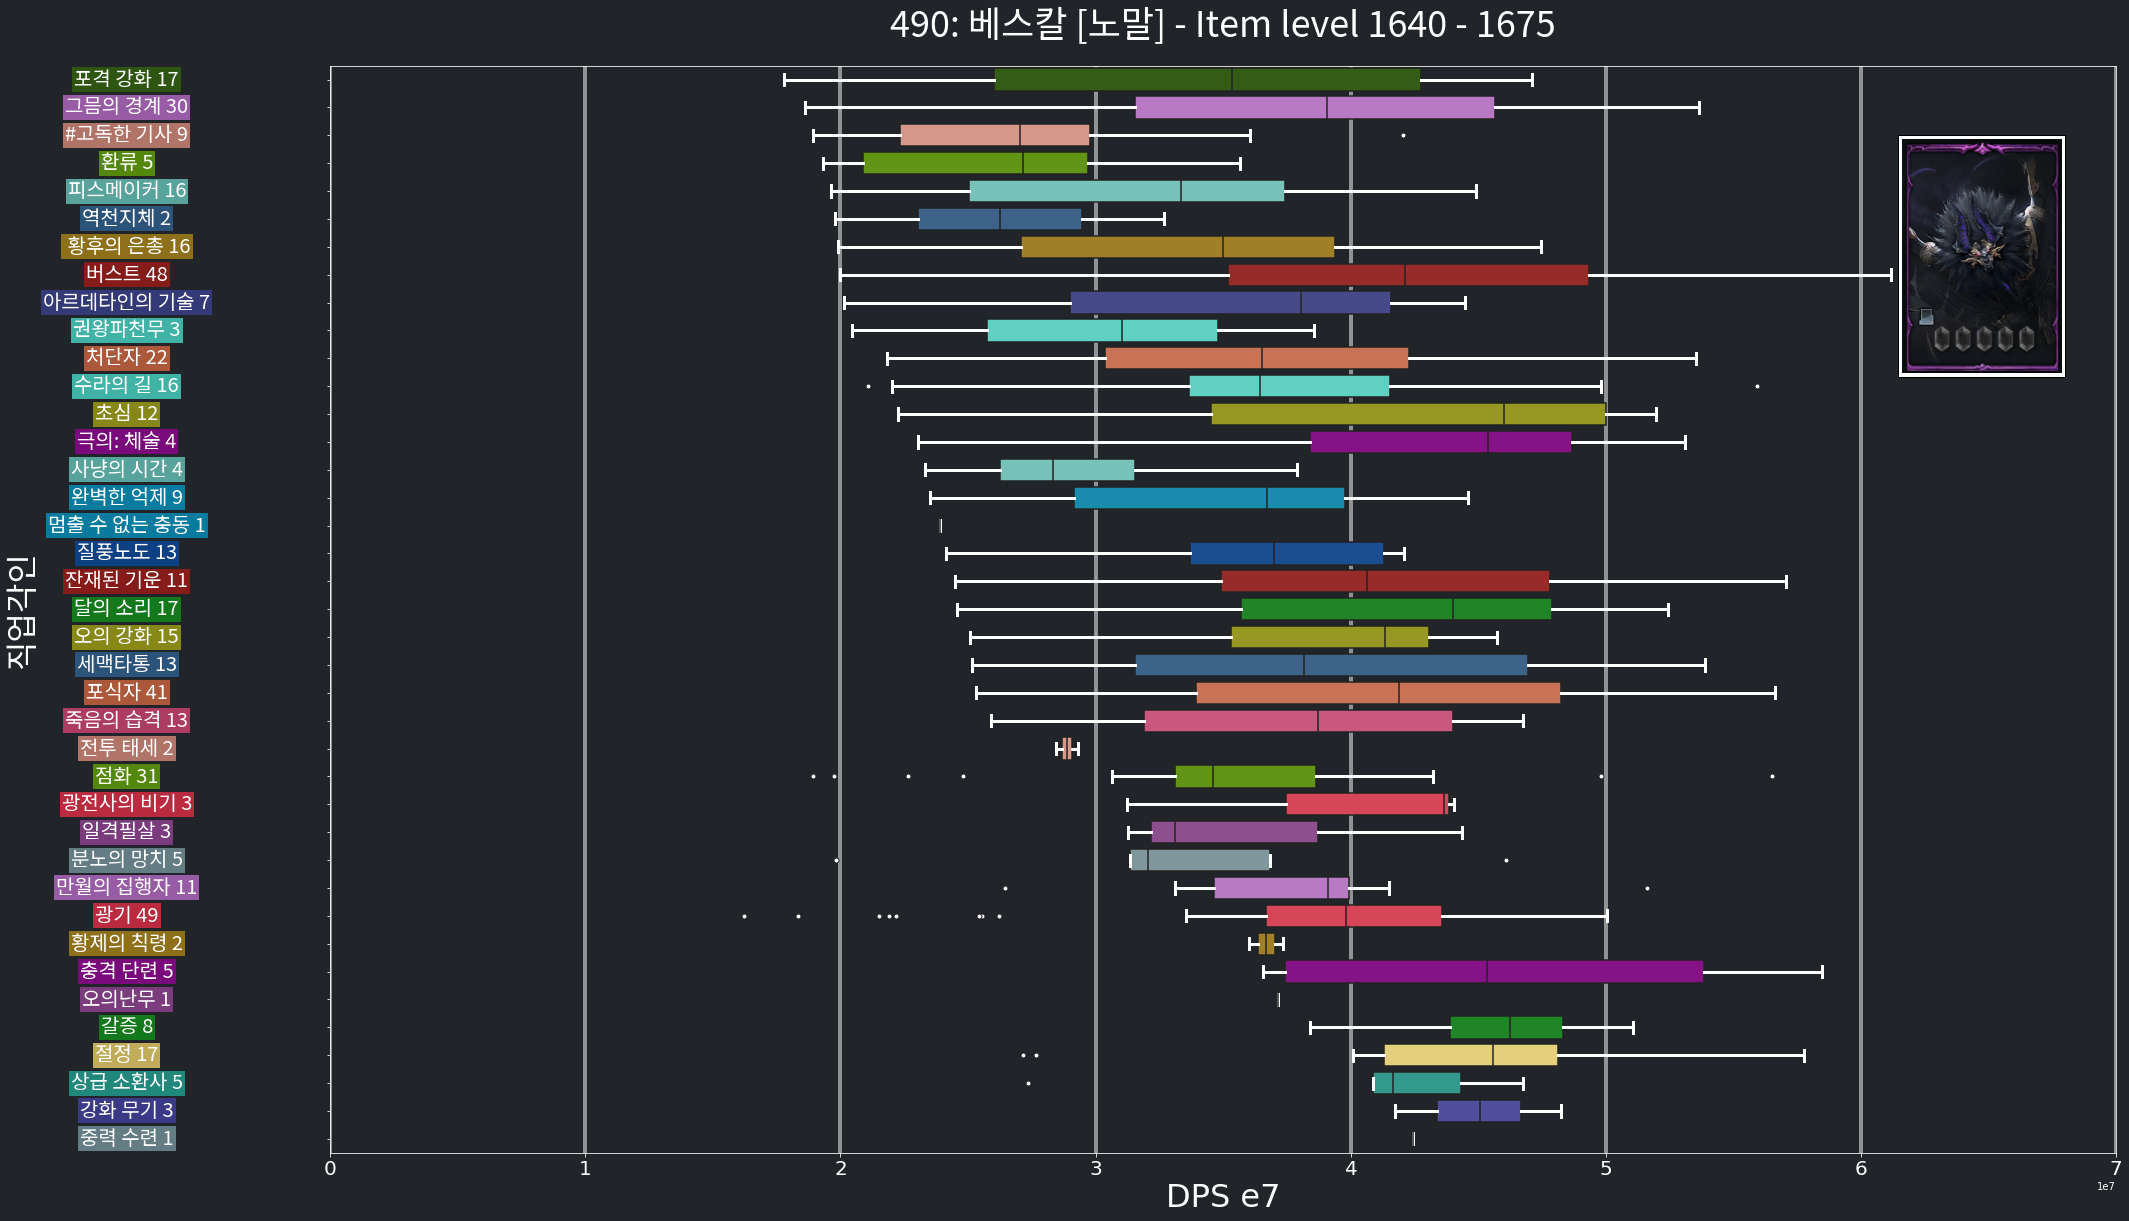 490: 베스칼 [노말] - Item level 1640 - 1675
포격 강화 17
그믐의 경계 30
#고독한 기사 9
환류 5
피스메이커 16
역천지체 2
황후의 은총 16
버스트 48
아르데타인의 기술 7
권왕파천무 3
처단자 22
수라의 길 16
초심 12
극의: 체술 4
사냥의 시간 4
완벽한 억제 9
멈출 수 없는 충동 1
질풍노도 13
잔재된 기운 11
달의 소리 17
오의 강화 15
세맥타통 13
포식자 41
죽음의 습격 13
전투 태세 2
점화 31
광전사의 비기 3
일격필살 3
분노의 망치 5
만월의 집행자 11
광기 49
황제의 칙령 2
충격 단련 5
오의난무 1
갈증 8
절정 17
상급 소환사 5
강화 무기 3
중력 수련 1
직업각인
0 1 2 3 4 5 6 7
1e7
DPS e7